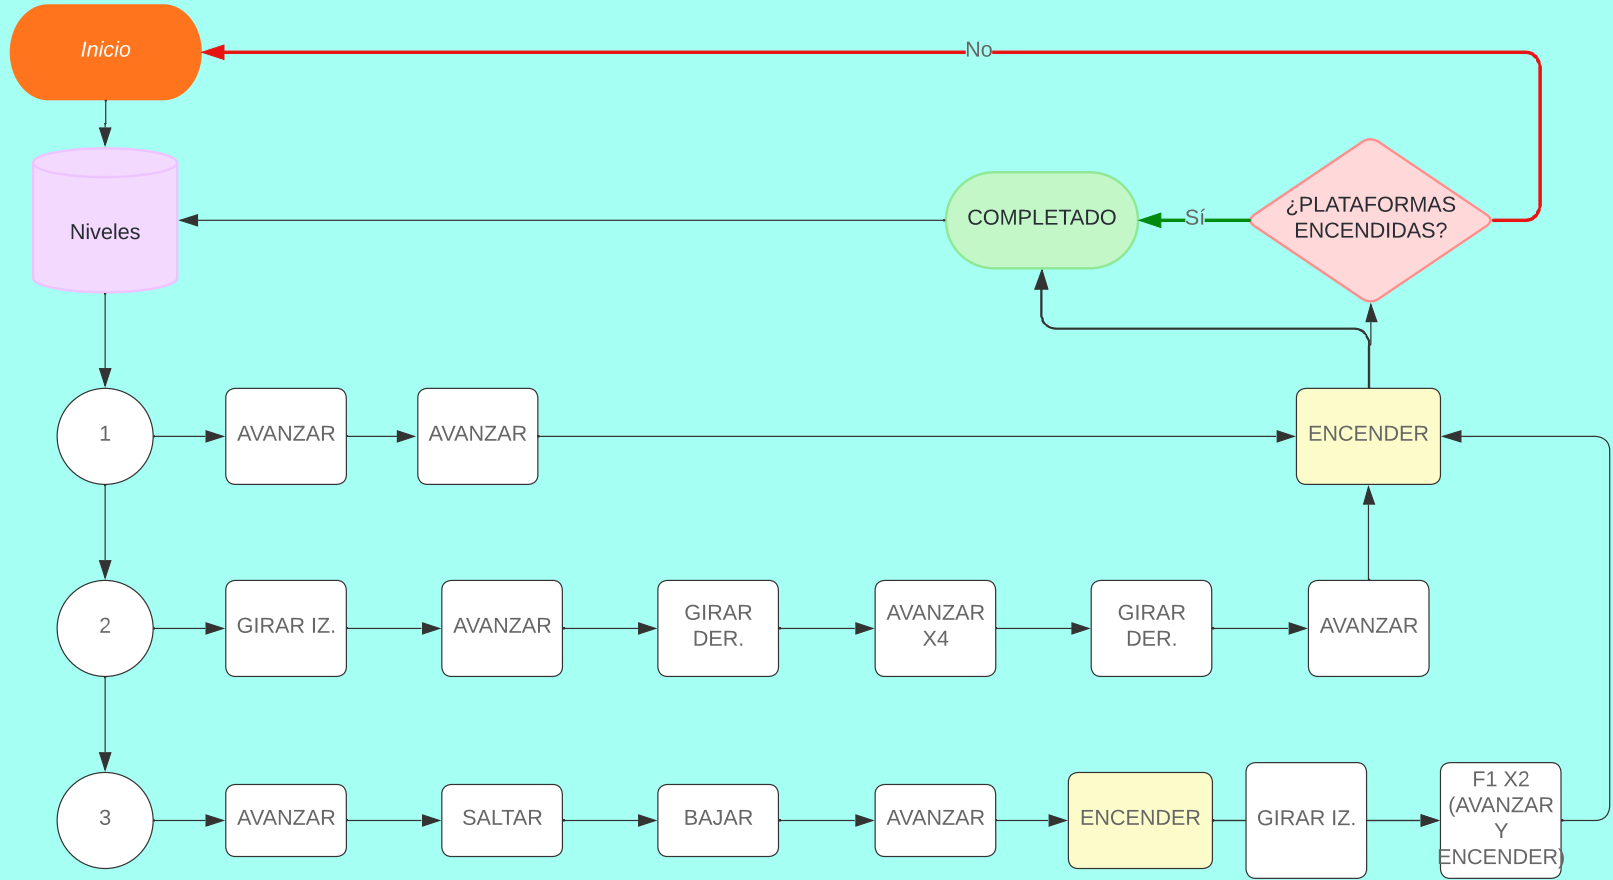 Inicio
No
Niveles
COMPLETADO
Sí
¿PLATAFORMAS
ENCENDIDAS?
1
AVANZAR
AVANZAR
ENCENDER
2
GIRAR IZ.
AVANZAR
GIRAR
DER.
AVANZAR
X4
GIRAR
DER.
AVANZAR
3
AVANZAR
SALTAR
BAJAR
AVANZAR
ENCENDER
GIRAR IZ.
F1 X2
(AVANZAR
Y
ENCENDER)